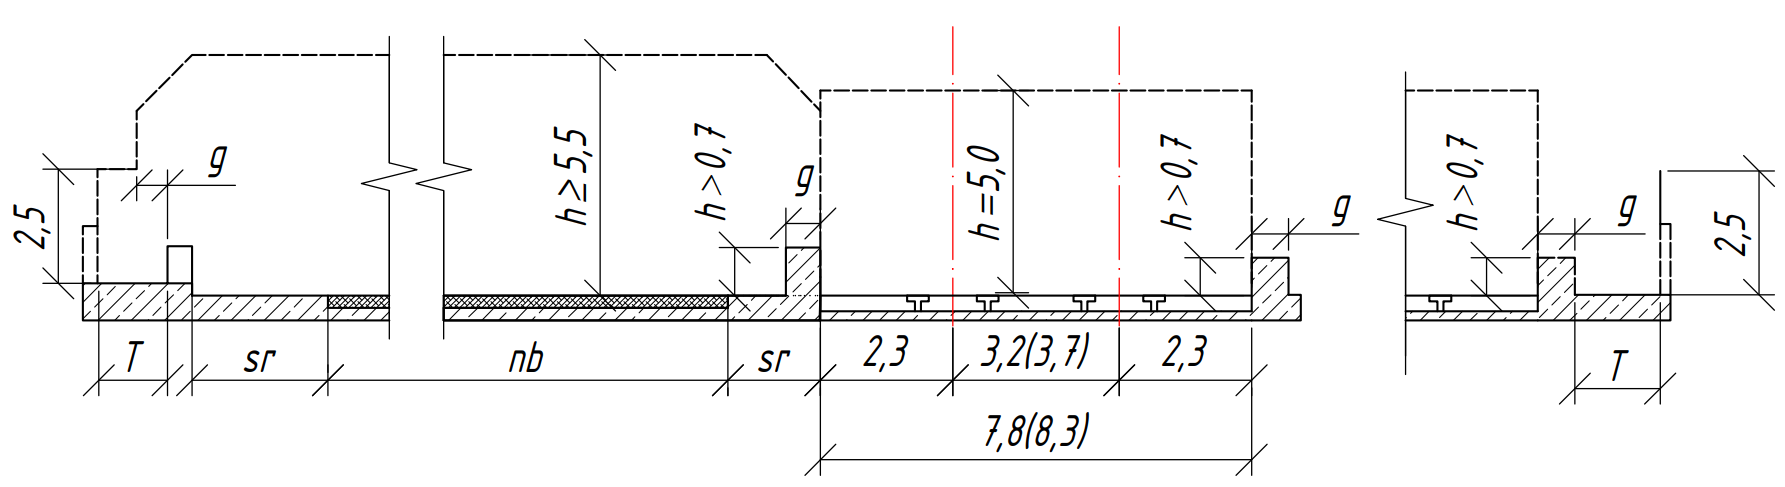 g
2,5
h≥5,5
h>0,7
g
h=5,0
h>0,7
g
h>0,7
g
2,5
T
sr
nb
sr
2,3
3,2(3,7)
2,3
T
7,8(8,3)